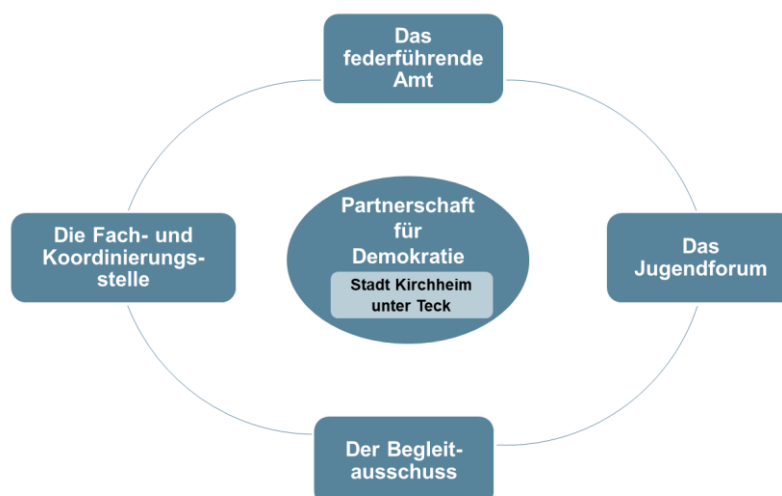 Das
federführende
Amt
Die Fach- und
Koordinierungs-
stelle
Partnerschaft
für
Demokratie
Stadt Kirchheim
unter Teck
Das
Jugendforum
Der Begleit-
ausschuss